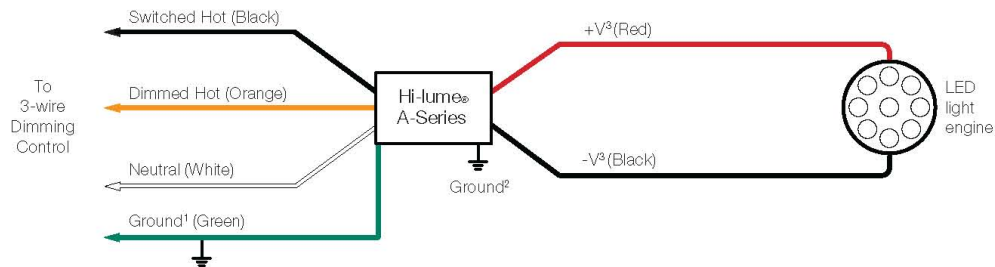 Switched Hot (Black)
To
3-wire
Dimming
Control
Dimmed Hot (Orange)
Neutral (White)
Ground¹ (Green)
Hi-lume®
A-Series
Ground²
+V³ (Red)
-V³ (Black)
LED
light
engine